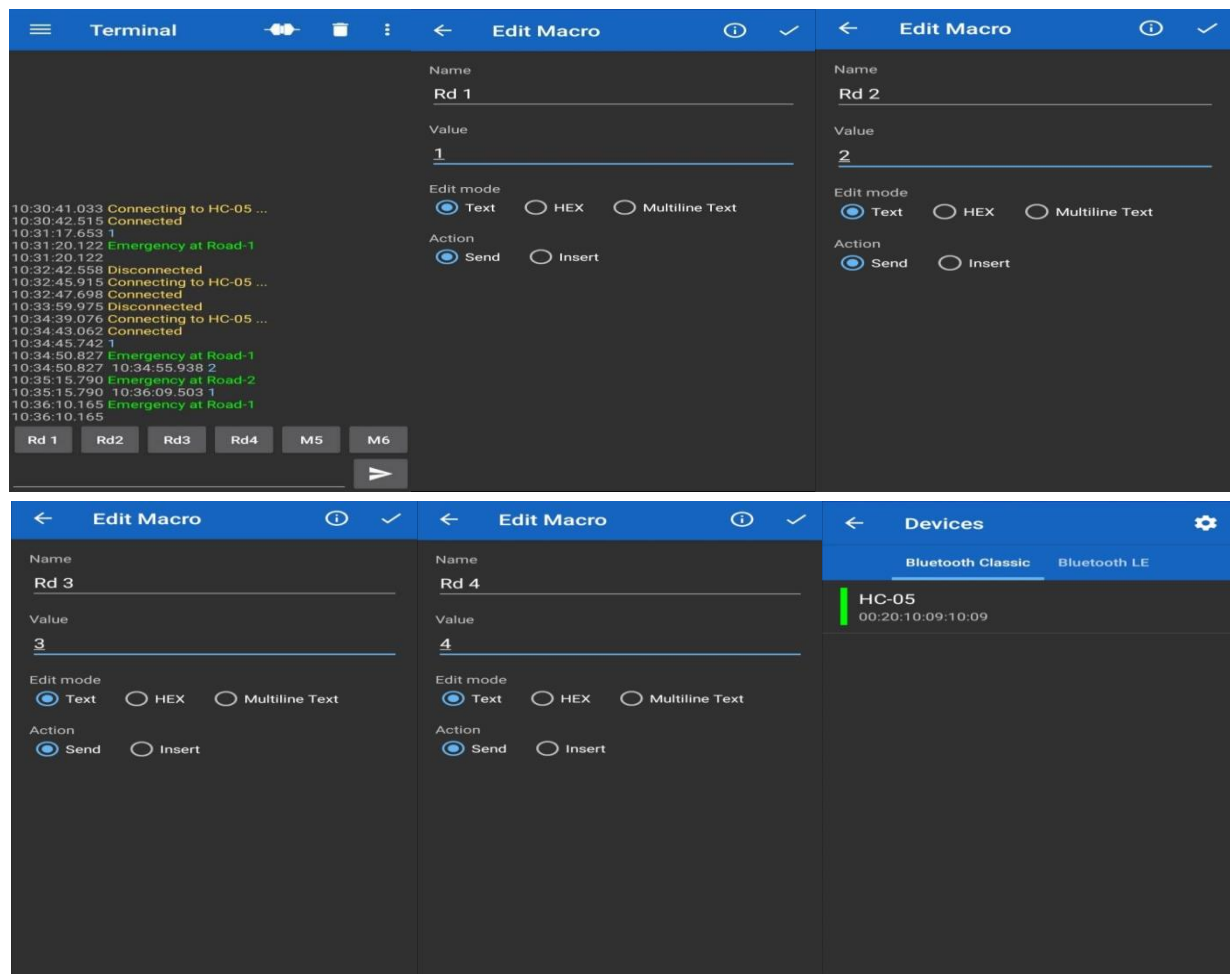 Terminal
10:30:41.033 Connecting to HC-05 ...
10:30:42.515 Connected
10:31:17.653 1
10:31:20.122 Emergency at Road-1
10:31:20.122
10:32:42.558 Disconnected
10:32:45.915 Connecting to HC-05 ...
10:32:47.698 Connected
10:33:59.975 Disconnected
10:34:39.076 Connecting to HC-05 ...
10:34:43.062 Connected
10:34:45.742 1
10:34:50.827 Emergency at Road-1
10:34:50.827 10:34:55.938 2
10:35:15.790 Emergency at Road-2
10:35:15.790 10:36:09.503 1
10:36:10.165 Emergency at Road-1
10:36:10.165
Rd 1 Rd2 Rd3 Rd4 M5 M6
Edit Macro
Name
Rd 1
Value
1
Edit mode
Text HEX Multiline Text
Action
Send Insert
Edit Macro
Name
Rd 2
Value
2
Edit mode
Text HEX Multiline Text
Action
Send Insert
Edit Macro
Name
Rd 3
Value
3
Edit mode
Text HEX Multiline Text
Action
Send Insert
Edit Macro
Name
Rd 4
Value
4
Edit mode
Text HEX Multiline Text
Action
Send Insert
Devices
Bluetooth Classic Bluetooth LE
HC-05
00:20:10:09:10:09